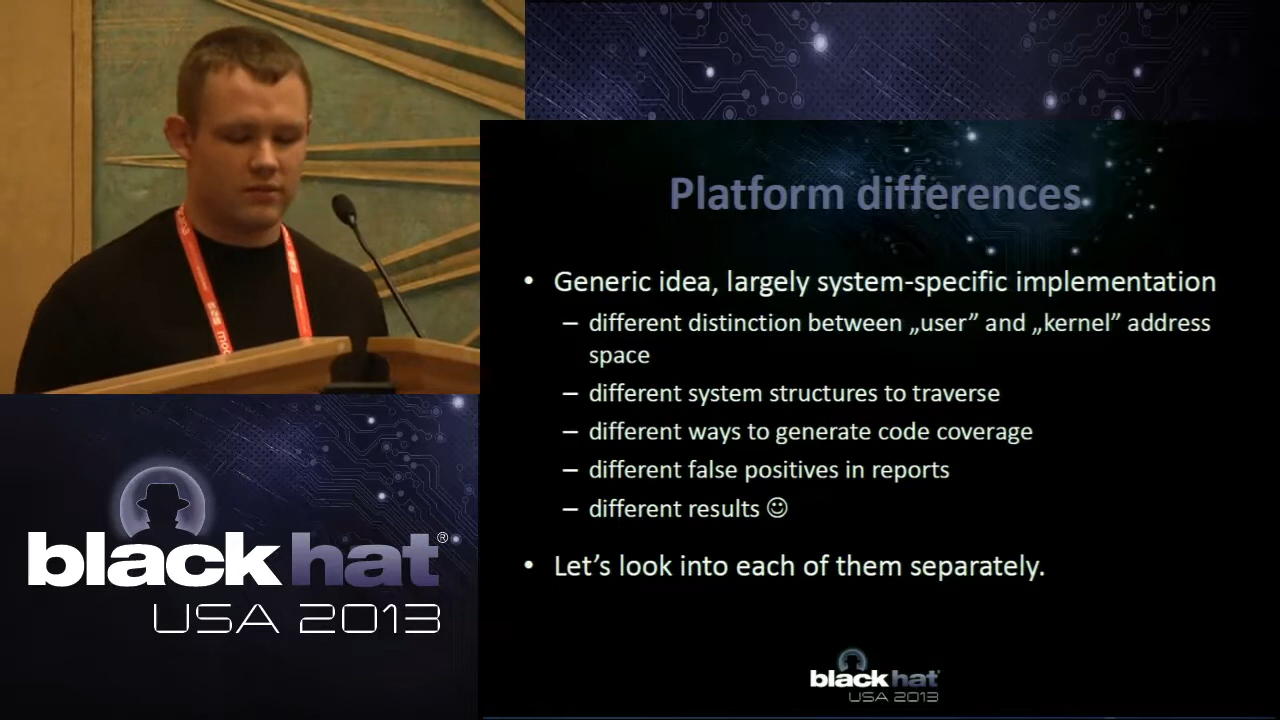 Platform differences
• Generic idea, largely system-specific implementation
– different distinction between „user” and „kernel” address
space
– different system structures to traverse
– different ways to generate code coverage
– different false positives in reports
– different results ☺
• Let’s look into each of them separately.
black hat®
USA 2013
black hat
USA 2013